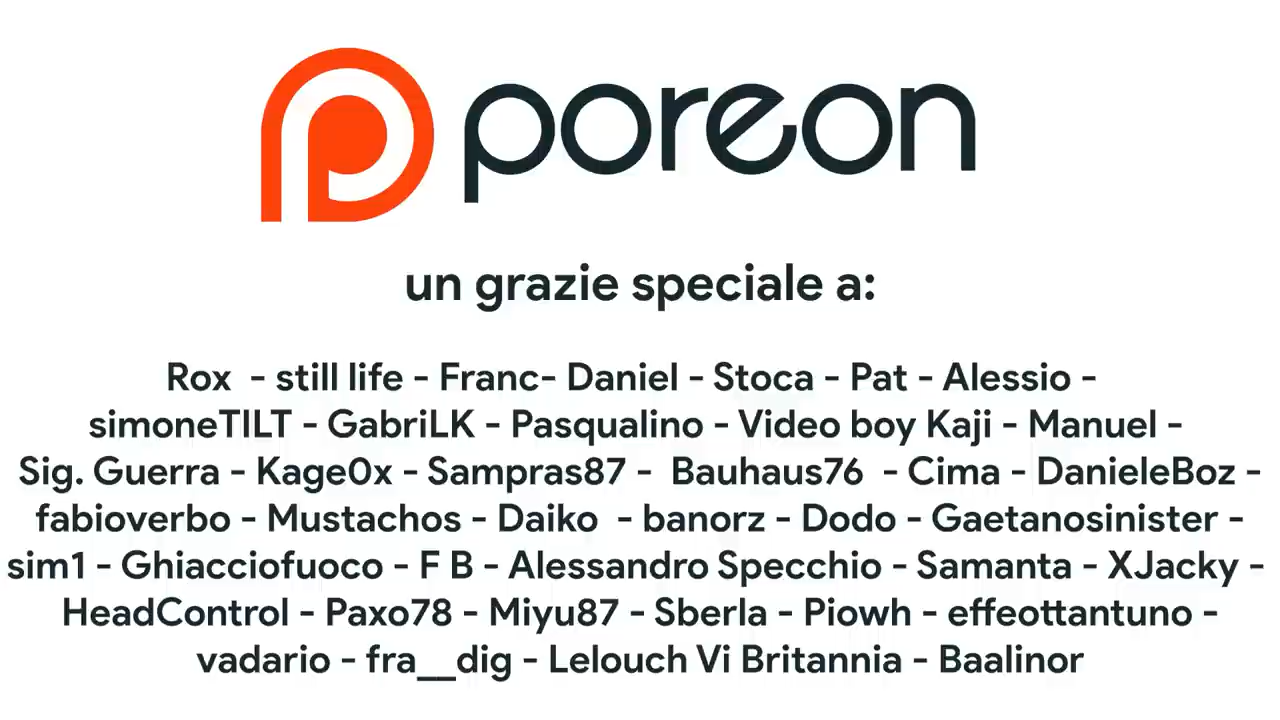 poreon
un grazie speciale a:
Rox - still life - Franc- Daniel - Stoca - Pat - Alessio -
simoneTILT - GabriLK - Pasqualino - Video boy Kaji - Manuel -
Sig. Guerra - Kage0x - Sampras87 - Bauhaus76 - Cima - DanieleBoz -
fabioverbo - Mustachos - Daiko - banorz - Dodo - Gaetanosinister -
sim1 - Ghiacciofuoco - F B - Alessandro Specchio - Samanta - XJacky -
HeadControl - Paxo78 - Miyu87 - Sberla - Piowh - effeottantuno -
vadario - fra__dig - Lelouch Vi Britannia - Baalinor